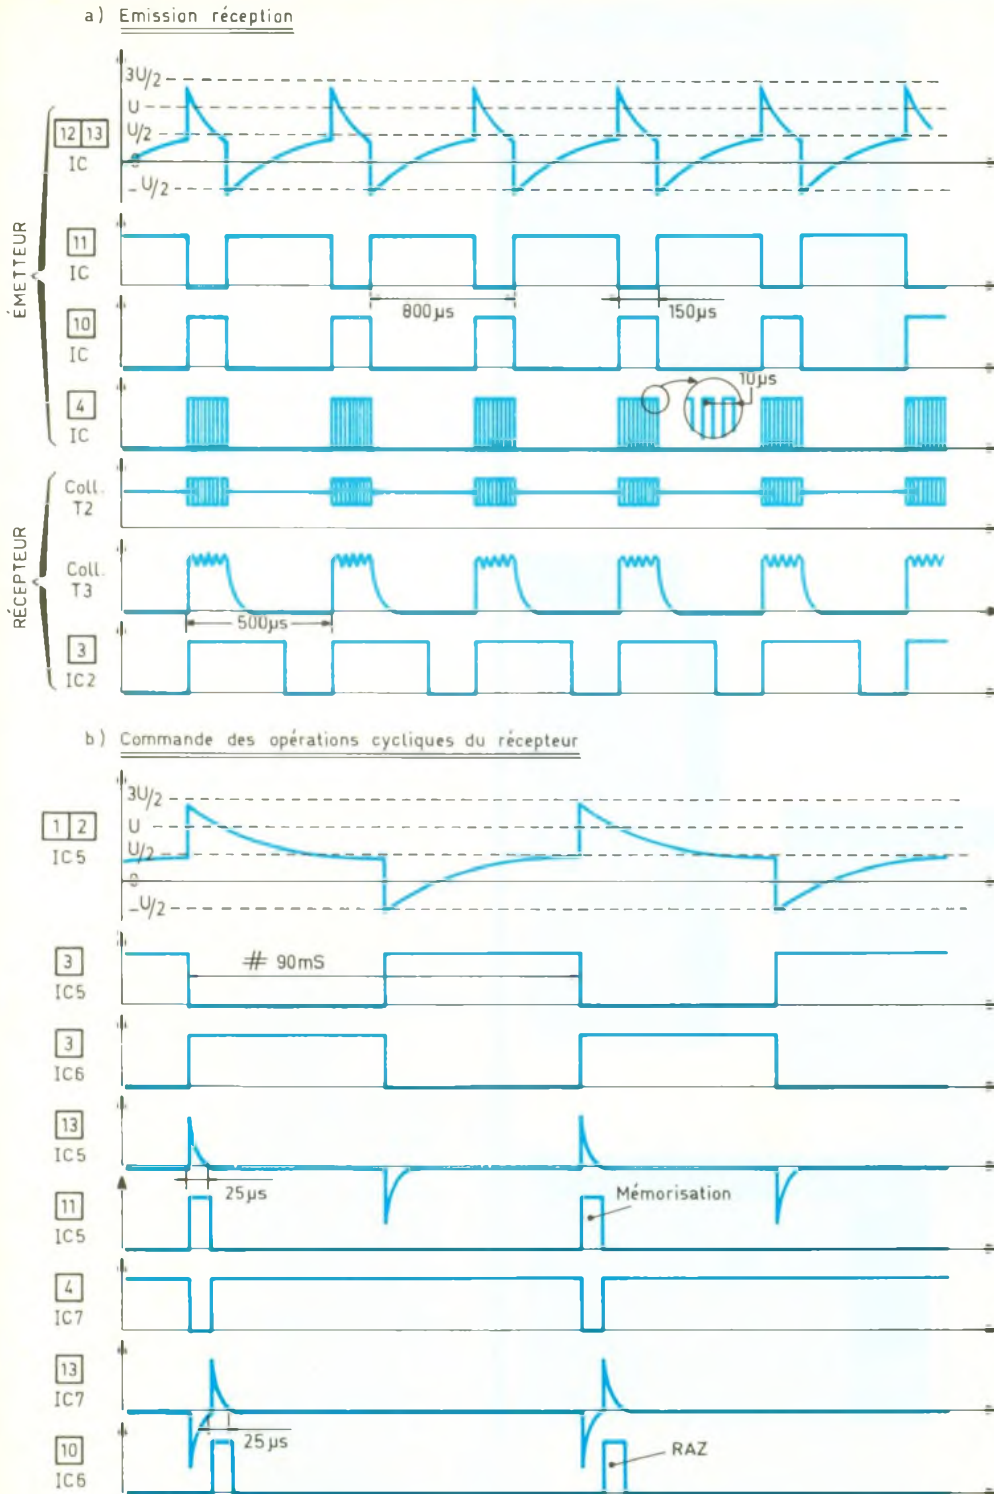 a) Emission réception
3U/2
U
U/2
0
-U/2
12 13
IC
ÉMETTEUR
11
IC
800µs
150µs
10
IC
10µs
4
IC
Coll.
T2
RÉCEPTEUR
Coll.
T3
500µs
3
IC2
b) Commande des opérations cycliques du récepteur
3U/2
U
U/2
0
-U/2
1 2
IC5
3
IC5
# 90mS
3
IC6
13
IC5
25µs
11
IC5
Mémorisation
4
IC7
13
IC7
25µs
10
IC6
RAZ